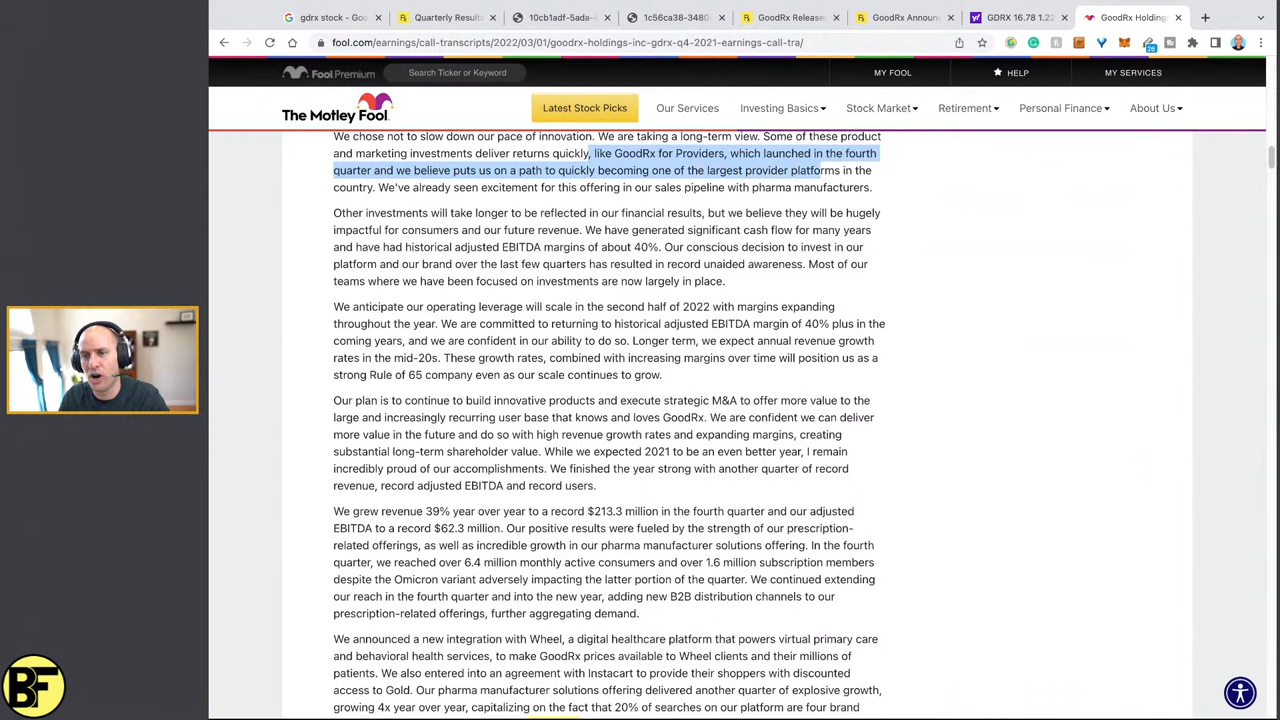 gdrx stock - Goo
Quarterly Result
10cb1adf-5ada-4
1c56ca38-3480-
GoodRx Releases
GoodRx Announ
GDRX 16.78 1.22
GoodRx Holding
fool.com/earnings/call-transcripts/2022/03/01/goodrx-holdings-inc-gdrx-q4-2021-earnings-call-tra/
26
Fool Premium
Search Ticker or Keyword
MY FOOL
HELP
MY SERVICES
The Motley Fool
Latest Stock Picks
Our Services
Investing Basics
Stock Market
Retirement
Personal Finance
About Us
We chose not to slow down our pace of innovation. We are taking a long-term view. Some of these product
and marketing investments deliver returns quickly, like GoodRx for Providers, which launched in the fourth
quarter and we believe puts us on a path to quickly becoming one of the largest provider platforms in the
country. We've already seen excitement for this offering in our sales pipeline with pharma manufacturers.
Other investments will take longer to be reflected in our financial results, but we believe they will be hugely
impactful for consumers and our future revenue. We have generated significant cash flow for many years
and have had historical adjusted EBITDA margins of about 40%. Our conscious decision to invest in our
platform and our brand over the last few quarters has resulted in record unaided awareness. Most of our
teams where we have been focused on investments are now largely in place.
We anticipate our operating leverage will scale in the second half of 2022 with margins expanding
throughout the year. We are committed to returning to historical adjusted EBITDA margin of 40% plus in the
coming years, and we are confident in our ability to do so. Longer term, we expect annual revenue growth
rates in the mid-20s. These growth rates, combined with increasing margins over time will position us as a
strong Rule of 65 company even as our scale continues to grow.
Our plan is to continue to build innovative products and execute strategic M&A to offer more value to the
large and increasingly recurring user base that knows and loves GoodRx. We are confident we can deliver
more value in the future and do so with high revenue growth rates and expanding margins, creating
substantial long-term shareholder value. While we expected 2021 to be an even better year, I remain
incredibly proud of our accomplishments. We finished the year strong with another quarter of record
revenue, record adjusted EBITDA and record users.
We grew revenue 39% year over year to a record $213.3 million in the fourth quarter and our adjusted
EBITDA to a record $62.3 million. Our positive results were fueled by the strength of our prescription-
related offerings, as well as incredible growth in our pharma manufacturer solutions offering. In the fourth
quarter, we reached over 6.4 million monthly active consumers and over 1.6 million subscription members
despite the Omicron variant adversely impacting the latter portion of the quarter. We continued extending
our reach in the fourth quarter and into the new year, adding new B2B distribution channels to our
prescription-related offerings, further aggregating demand.
We announced a new integration with Wheel, a digital healthcare platform that powers virtual primary care
and behavioral health services, to make GoodRx prices available to Wheel clients and their millions of
patients. We also entered into an agreement with Instacart to provide their shoppers with discounted
access to Gold. Our pharma manufacturer solutions offering delivered another quarter of explosive growth,
growing 4x year over year, capitalizing on the fact that 20% of searches on our platform are four brand
BF